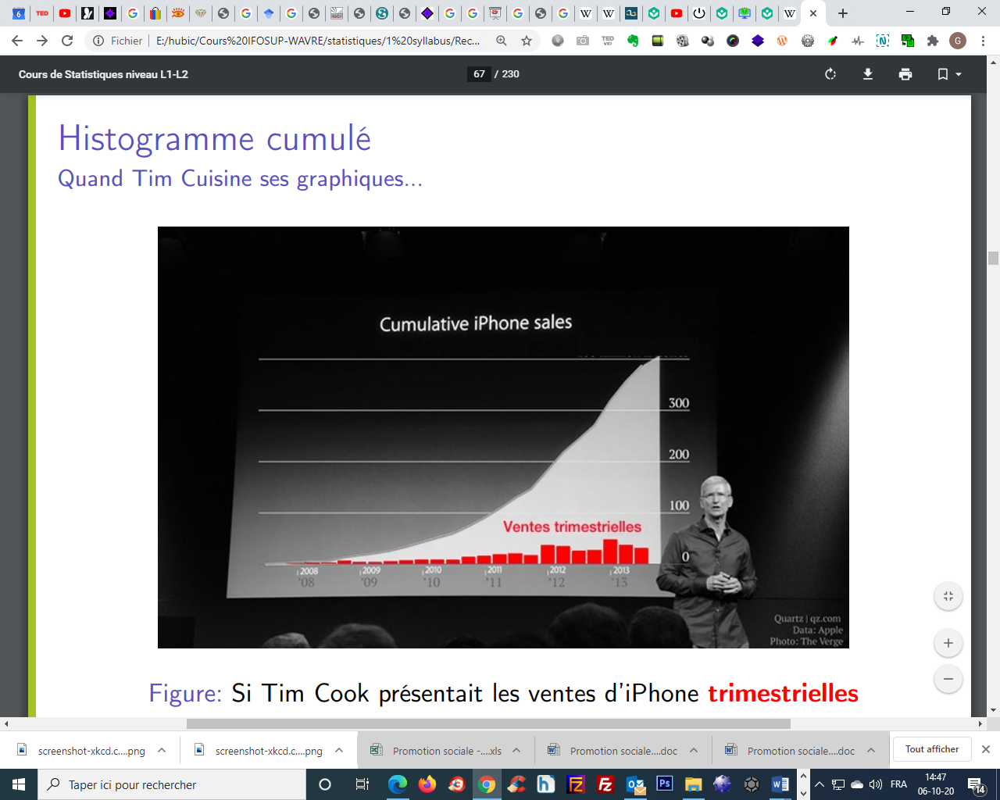 Fichier
E:/hubic/Cours%20IFOSUP-WAVRE/statistiques/1%20syllabus/Rec...
TED
VID
G
Cours de Statistiques niveau L1-L2
67 / 230
Histogramme cumulé
Quand Tim Cuisine ses graphiques...
Cumulative iPhone sales
300
200
100
Ventes trimestrielles
0
2008 2009 2010 2011 2012 2013
'08 '09 '10 '11 '12 '13
Quartz | qz.com
Data: Apple
Photo: The Verge
Figure: Si Tim Cook présentait les ventes d'iPhone trimestrielles
screenshot-xkcd.c....png
screenshot-xkcd.c....png
Promotion sociale -....xls
Promotion sociale....doc
Promotion sociale....doc
Tout afficher
Taper ici pour rechercher
FRA
14:47
06-10-20
14